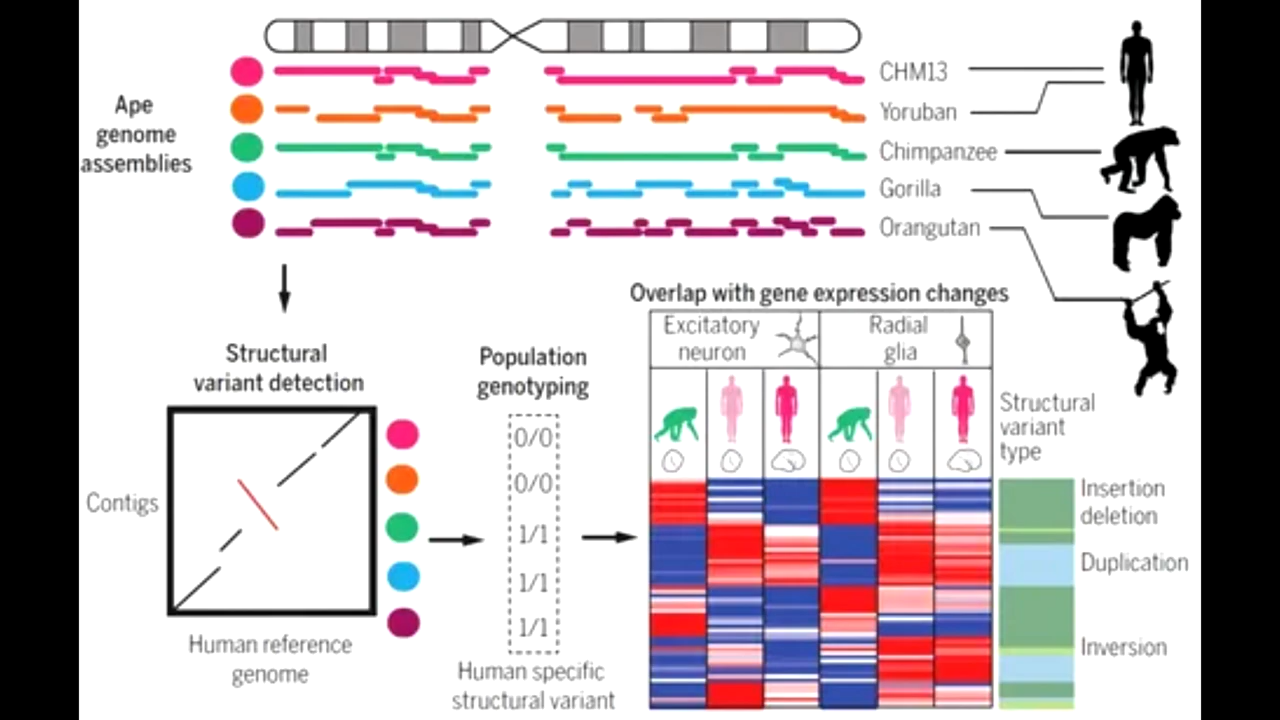 Ape
genome
assemblies
CHM13
Yoruban
Chimpanzee
Gorilla
Orangutan
Structural
variant detection
Contigs
Human reference
genome
Population
genotyping
0/0
0/0
1/1
1/1
1/1
Human specific
structural variant
Overlap with gene expression changes
Excitatory
neuron
Radial
glia
Structural
variant
type
Insertion
deletion
Duplication
Inversion